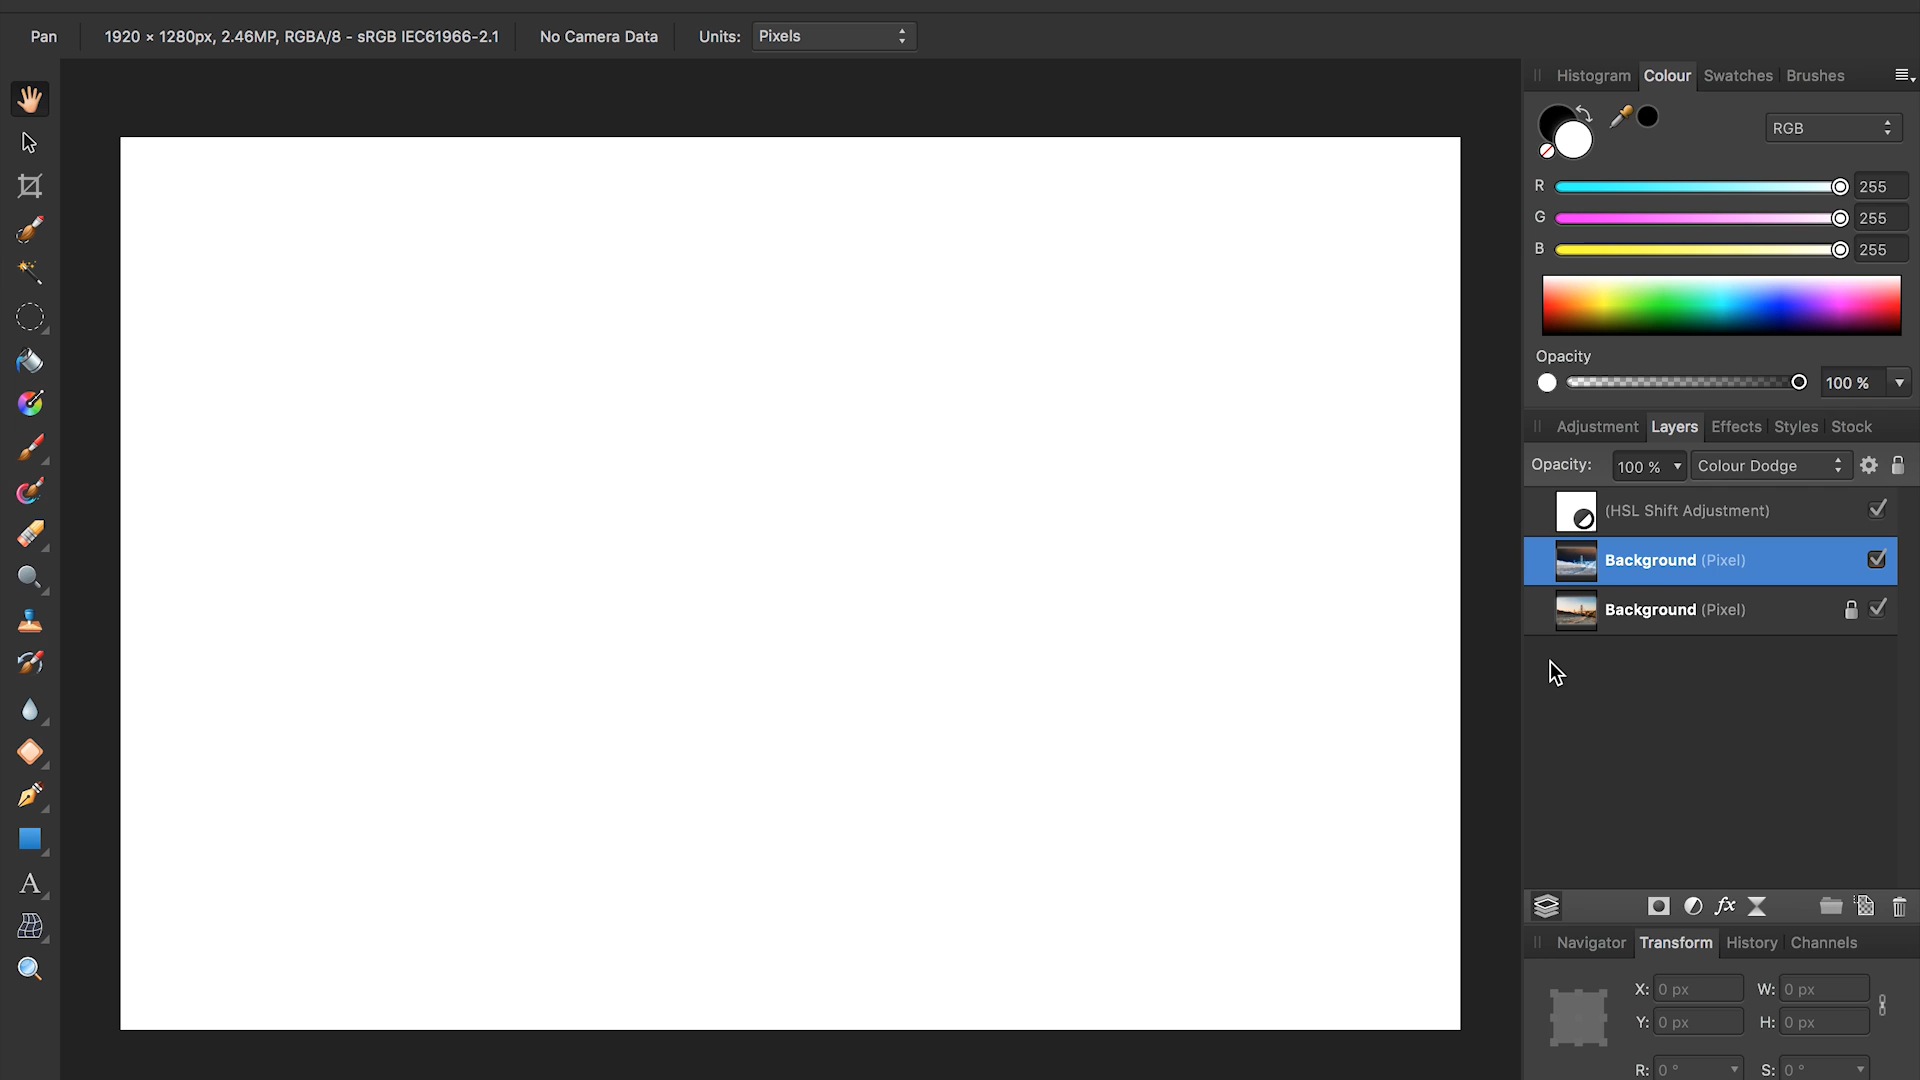 Pan
1920 × 1280px, 2.46MP, RGBA/8 - sRGB IEC61966-2.1
No Camera Data
Units: Pixels
Histogram Colour Swatches Brushes
RGB
R 255
G 255
B 255
Opacity
100 %
Adjustment Layers Effects Styles Stock
Opacity: 100 % Colour Dodge
(HSL Shift Adjustment)
Background (Pixel)
Background (Pixel)
fx
Navigator Transform History Channels
X: 0 px W: 0 px
Y: 0 px H: 0 px
R: 0 ° S: 0 °
A